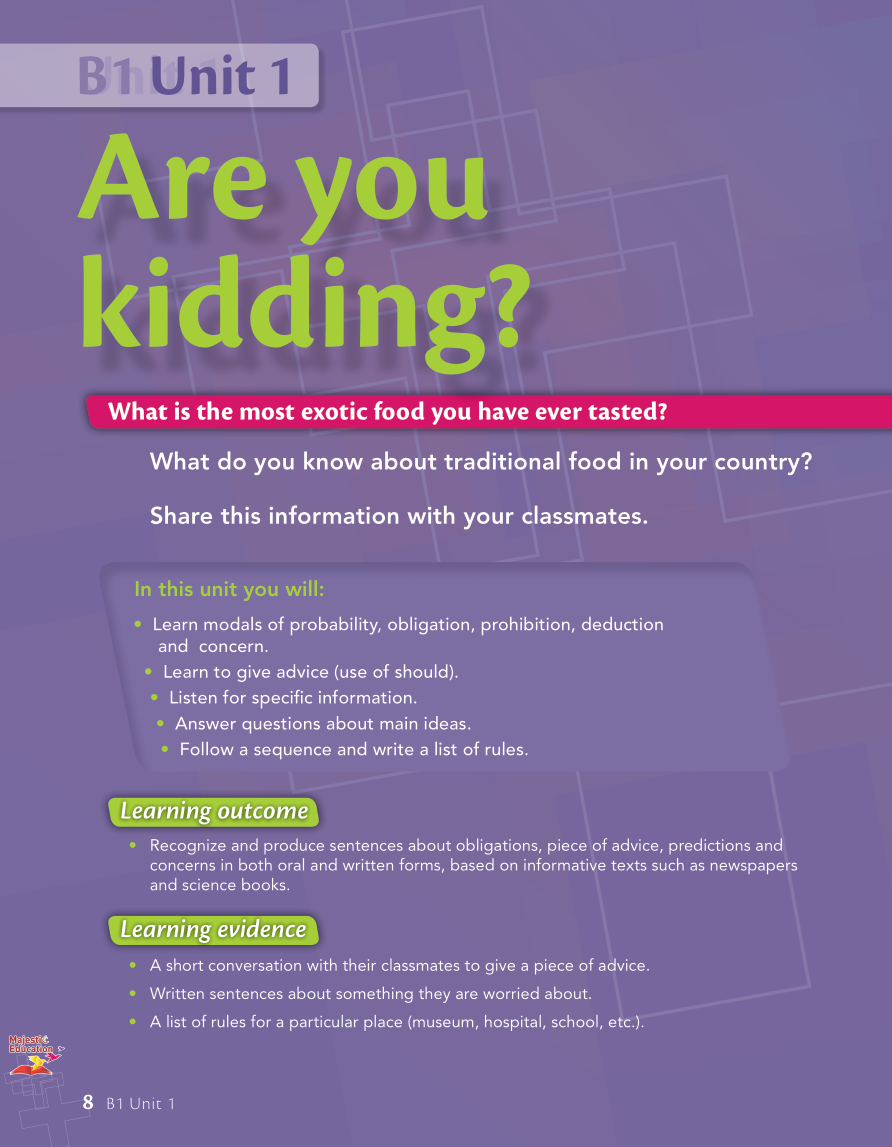 B1 Unit 1
Are you
kidding?
What is the most exotic food you have ever tasted?
What do you know about traditional food in your country?
Share this information with your classmates.
In this unit you will:
• Learn modals of probability, obligation, prohibition, deduction
and concern.
• Learn to give advice (use of should).
• Listen for specific information.
• Answer questions about main ideas.
• Follow a sequence and write a list of rules.
Learning outcome
• Recognize and produce sentences about obligations, piece of advice, predictions and
concerns in both oral and written forms, based on informative texts such as newspapers
and science books.
Learning evidence
• A short conversation with their classmates to give a piece of advice.
• Written sentences about something they are worried about.
• A list of rules for a particular place (museum, hospital, school, etc.).
Majestic
Education
8 B1 Unit 1